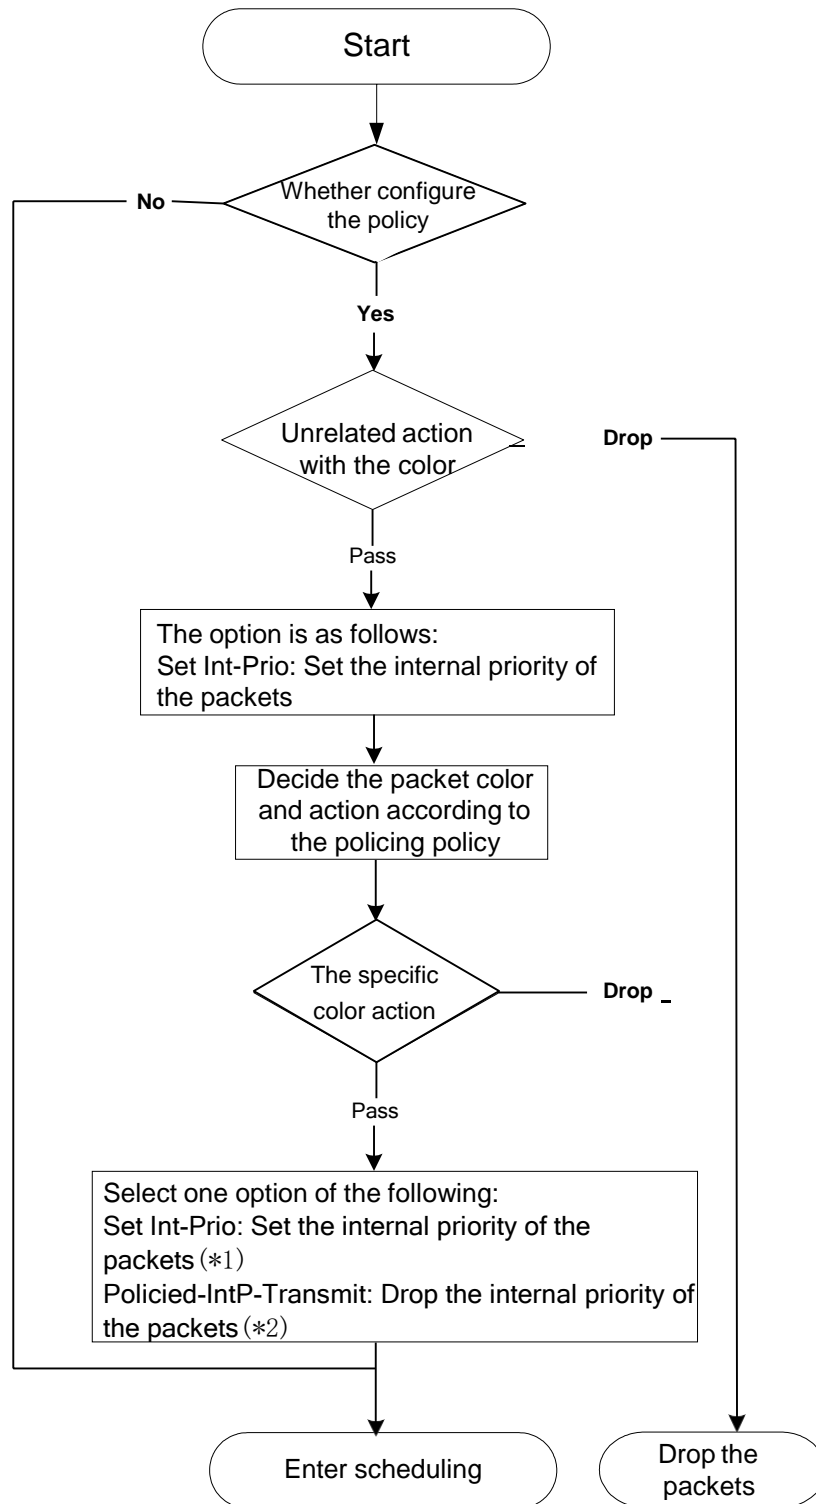 Start
Whether configure
the policy
No
Yes
Unrelated action
with the color
Drop
Pass
The option is as follows:
Set Int-Prio: Set the internal priority of
the packets
Decide the packet color
and action according to
the policing policy
The specific
color action
Drop
Pass
Select one option of the following:
Set Int-Prio: Set the internal priority of the
packets(*1)
Policied-IntP-Transmit: Drop the internal priority of
the packets(*2)
Enter scheduling
Drop the
packets